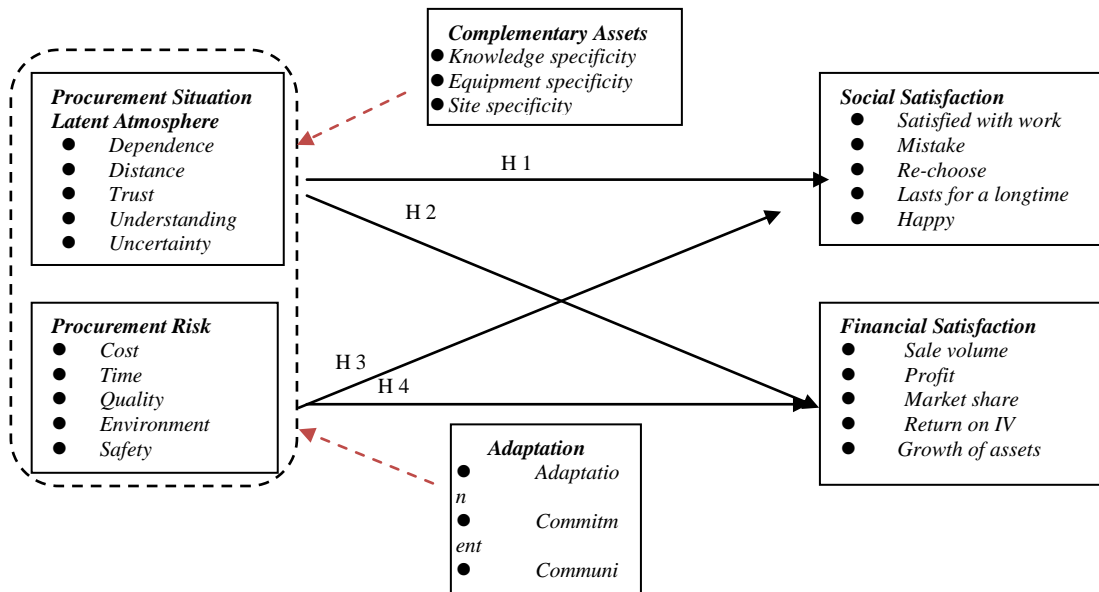 Complementary Assets
● Knowledge specificity
● Equipment specificity
● Site specificity
Procurement Situation
Latent Atmosphere
● Dependence
● Distance
● Trust
● Understanding
● Uncertainty
Social Satisfaction
● Satisfied with work
● Mistake
● Re-choose
● Lasts for a longtime
● Happy
H 1
H 2
Procurement Risk
● Cost
● Time
● Quality
● Environment
● Safety
H 3
H 4
Financial Satisfaction
● Sale volume
● Profit
● Market share
● Return on IV
● Growth of assets
Adaptation
● Adaptatio
n
● Commitm
ent
● Communi